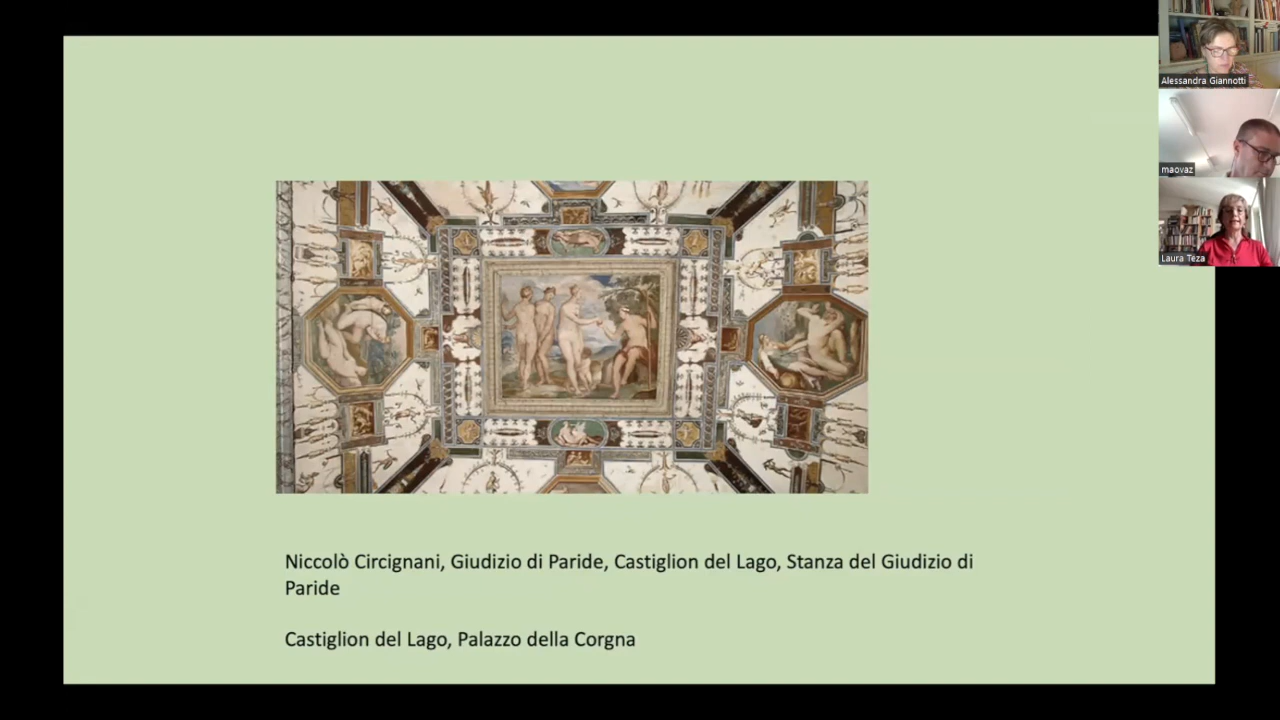 Alessandra Giannotti
maovaz
Laura Teza
Niccolò Circignani, Giudizio di Paride, Castiglion del Lago, Stanza del Giudizio di
Paride
Castiglion del Lago, Palazzo della Corgna